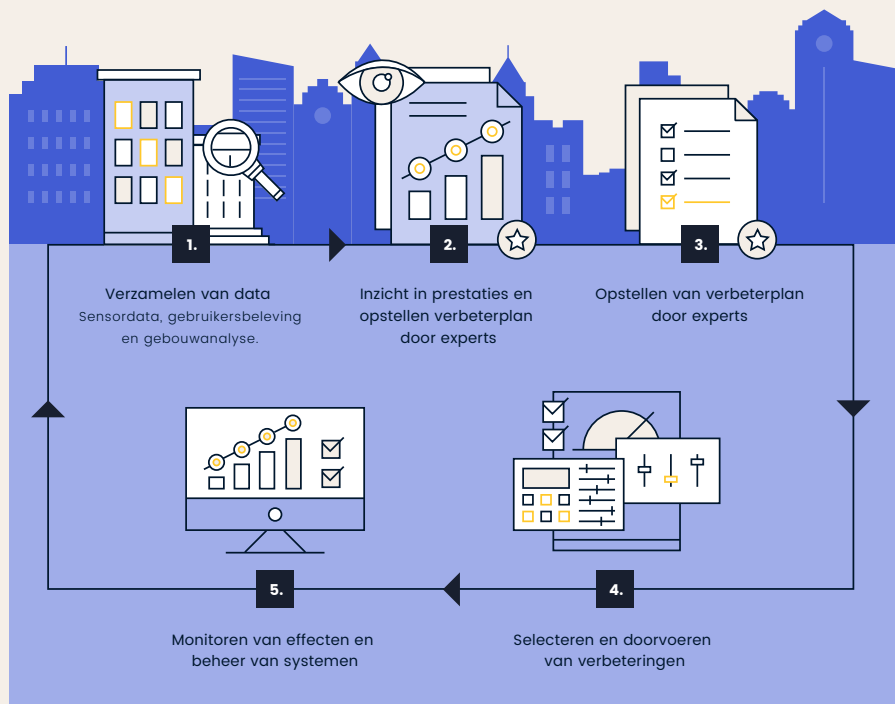 1.
Verzamelen van data
Sensordata, gebruikersbeleving
en gebouwanalyse.
2.
Inzicht in prestaties en
opstellen verbeterplan
door experts
3.
Opstellen van verbeterplan
door experts
4.
Selecteren en doorvoeren
van verbeteringen
5.
Monitoren van effecten en
beheer van systemen